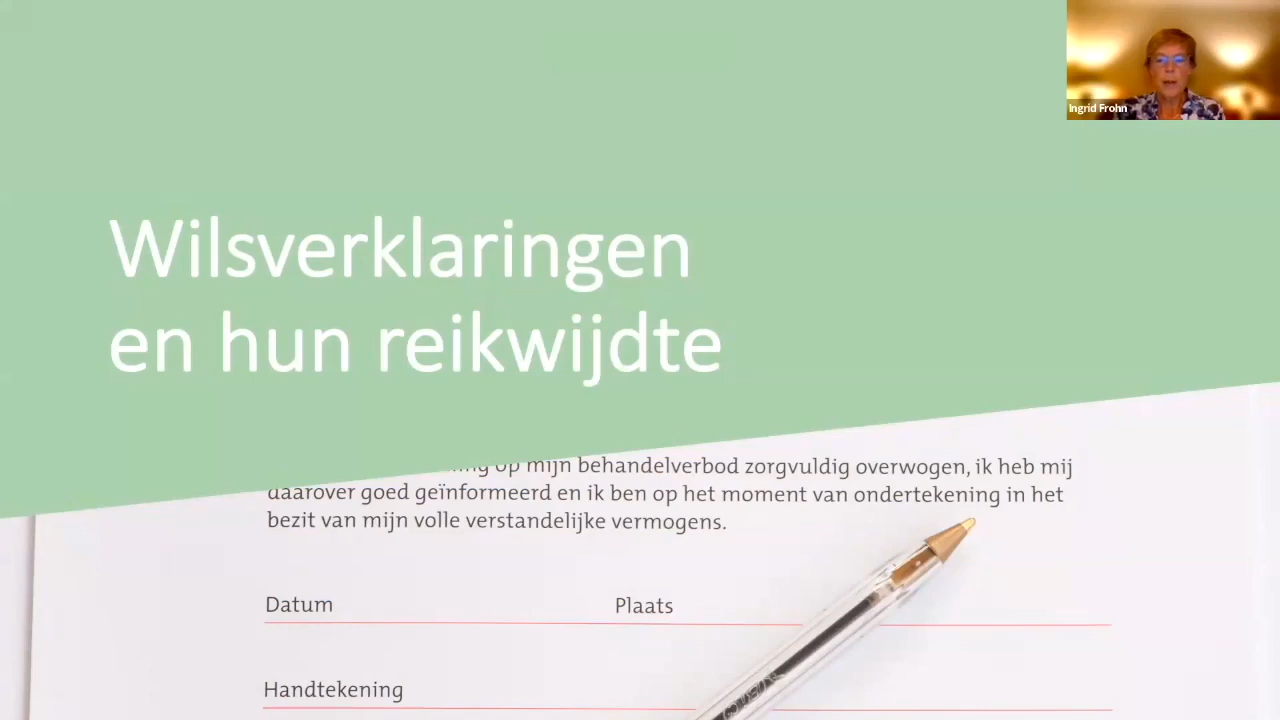 Ingrid Frohn
Wilsverklaringen
en hun reikwijdte
op mijn behandelverbod zorgvuldig overwogen, ik heb mij
daarover goed geïnformeerd en ik ben op het moment van ondertekening in het
bezit van mijn volle verstandelijke vermogens.
Datum Plaats
Handtekening